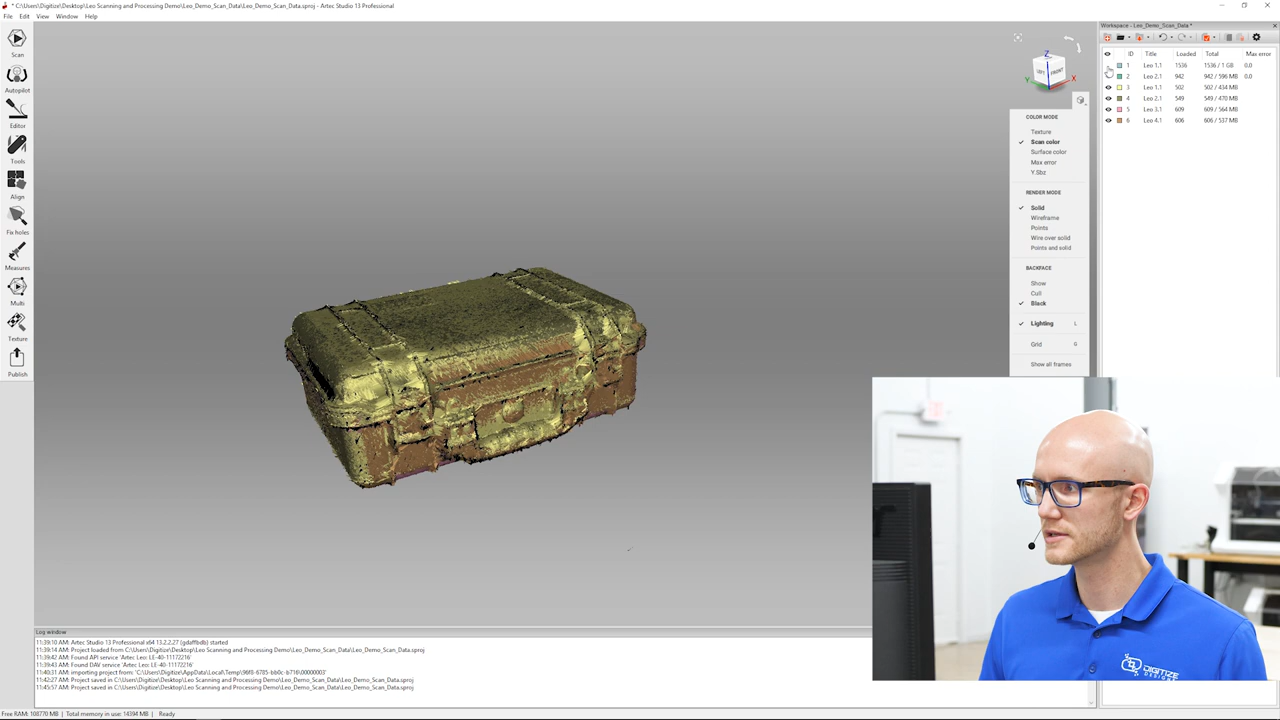 * C:\Users\Digitize\Desktop\Leo Scanning and Processing Demo\Leo_Demo_Scan_Data\Leo_Demo_Scan_Data.sproj - Artec Studio 13 Professional
File Edit View Window Help
Workspace - Leo_Demo_Scan_Data *
ID Title Loaded Total Max error
1 Leo 1.1 1536 1536 / 1 GB 0.0
2 Leo 2.1 942 942 / 596 MB 0.0
3 Leo 1.1 502 502 / 434 MB
4 Leo 2.1 549 549 / 470 MB
5 Leo 3.1 609 609 / 564 MB
6 Leo 4.1 606 606 / 537 MB
Scan
Autopilot
Editor
Tools
Align
Fix holes
Measures
Multi
Texture
Publish
Z
LEFT FRONT
Y X
COLOR MODE
Texture
Scan color
Surface color
Max error
RENDER MODE
Solid
Wireframe
Points
Wire over solid
Points and solid
BACKFACE
Show
Cull
Black
Lighting L
Grid G
Show all frames
DIGITIZE
DESIGNS
Log window
11:39:10 AM: Artec Studio 13 Professional x64 13.2.2.27 (gdaffbdb) started
11:39:14 AM: Project loaded from C:\Users\Digitize\Desktop\Leo Scanning and Processing Demo\Leo_Demo_Scan_Data\Leo_Demo_Scan_Data.sproj
11:39:42 AM: Found API service 'Artec Leo: LE-40-11172216'
11:39:43 AM: Found DAV service 'Artec Leo: LE-40-11172216'
11:40:31 AM: importing project from: 'C:\Users\Digitize\AppData\Local\Temp\96f8-6785-bb0c-b71f\00000003'
11:42:27 AM: Project saved in C:\Users\Digitize\Desktop\Leo Scanning and Processing Demo\Leo_Demo_Scan_Data\Leo_Demo_Scan_Data.sproj
11:45:57 AM: Project saved in C:\Users\Digitize\Desktop\Leo Scanning and Processing Demo\Leo_Demo_Scan_Data\Leo_Demo_Scan_Data.sproj
Free RAM: 108770 MB | Total memory in use: 14394 MB | Ready